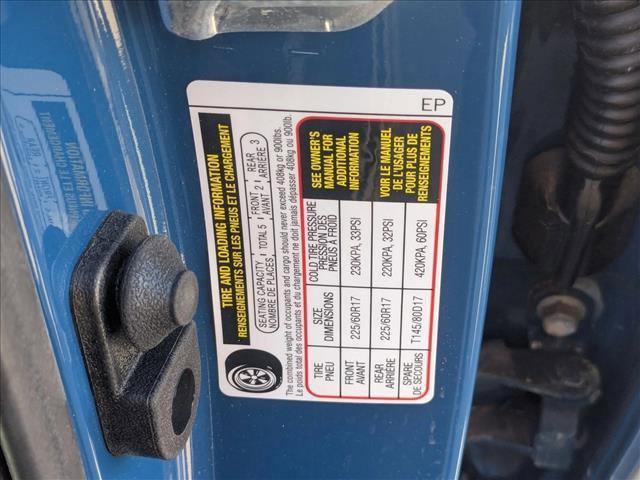 EP
TIRE AND LOADING INFORMATION
RENSEIGNEMENTS SUR LES PNEUS ET LE CHARGEMENT
SEATING CAPACITY TOTAL 5 FRONT 2 REAR 3
NOMBRE DE PLACES AVANT ARRIÈRE
The combined weight of occupants and cargo should never exceed 408kg or 900lbs.
Le poids total des occupants et du chargement ne doit jamais dépasser 408kg ou 900lb.
TIRE SIZE COLD TIRE PRESSURE SEE OWNER'S
PNEU DIMENSIONS PRESSION DES MANUAL FOR
PNEUS À FROID ADDITIONAL
INFORMATION
FRONT 225/60R17 230KPA, 33PSI
AVANT
REAR 225/60R17 220KPA, 32PSI VOIR LE MANUEL
ARRIÈRE DE L'USAGER
SPARE T145/80D17 420KPA, 60PSI POUR PLUS DE
DE SECOURS RENSEIGNEMENTS